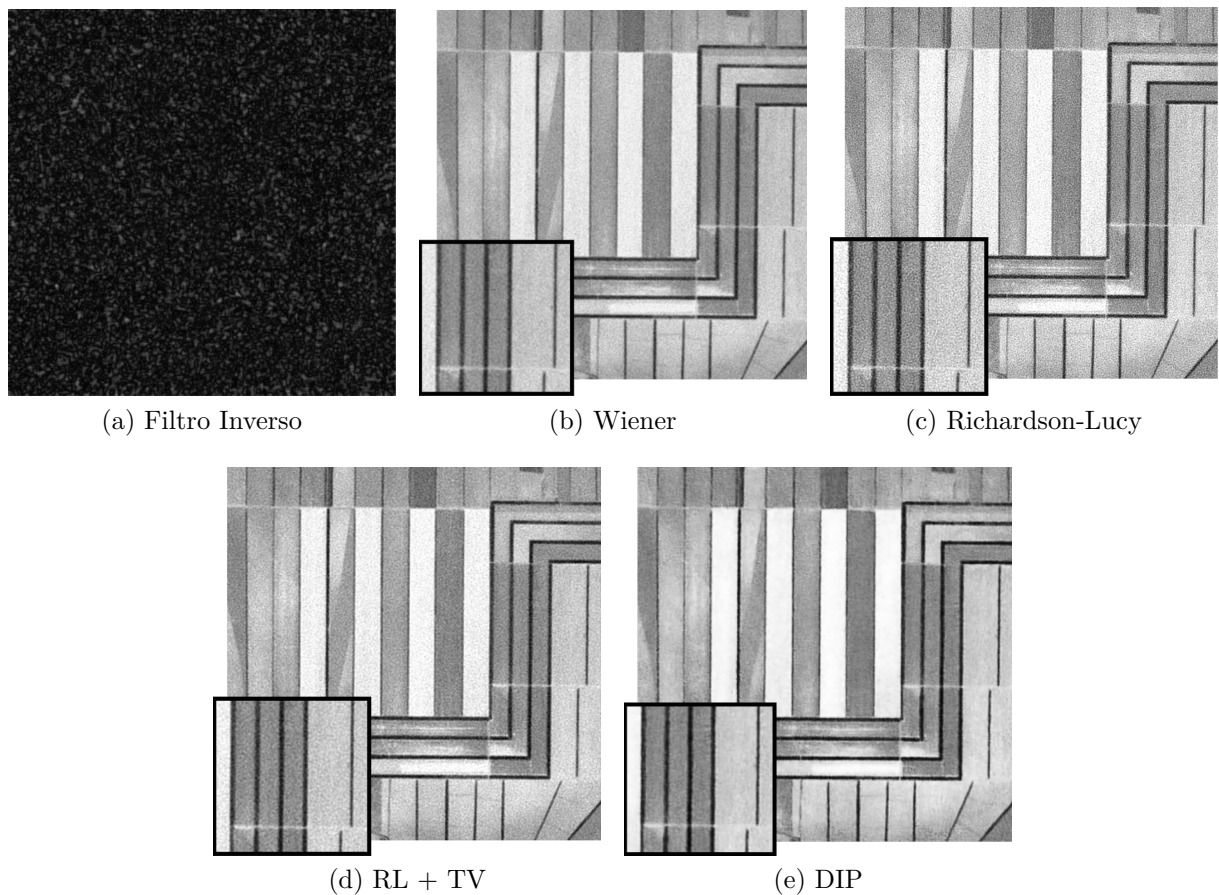 (a) Filtro Inverso
(b) Wiener
(c) Richardson-Lucy
(d) RL + TV
(e) DIP